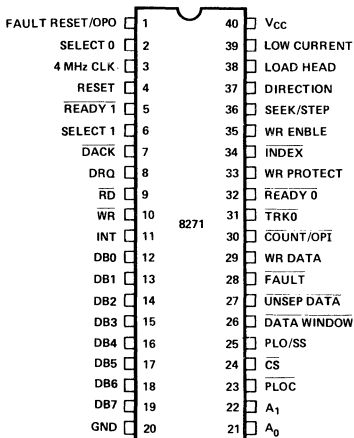 FAULT RESET/OPO 1 40 VCC
SELECT 0 2 39 LOW CURRENT
4 MHz CLK 3 38 LOAD HEAD
RESET 4 37 DIRECTION
READY 1 5 36 SEEK/STEP
SELECT 1 6 35 WR ENBLE
DACK 7 34 INDEX
DRQ 8 33 WR PROTECT
RD 9 32 READY 0
WR 10 31 TRK0
8271
INT 11 30 COUNT/OPI
DB0 12 29 WR DATA
DB1 13 28 FAULT
DB2 14 27 UNSEP DATA
DB3 15 26 DATA WINDOW
DB4 16 25 PLO/SS
DB5 17 24 CS
DB6 18 23 PLOC
DB7 19 22 A1
GND 20 21 A0